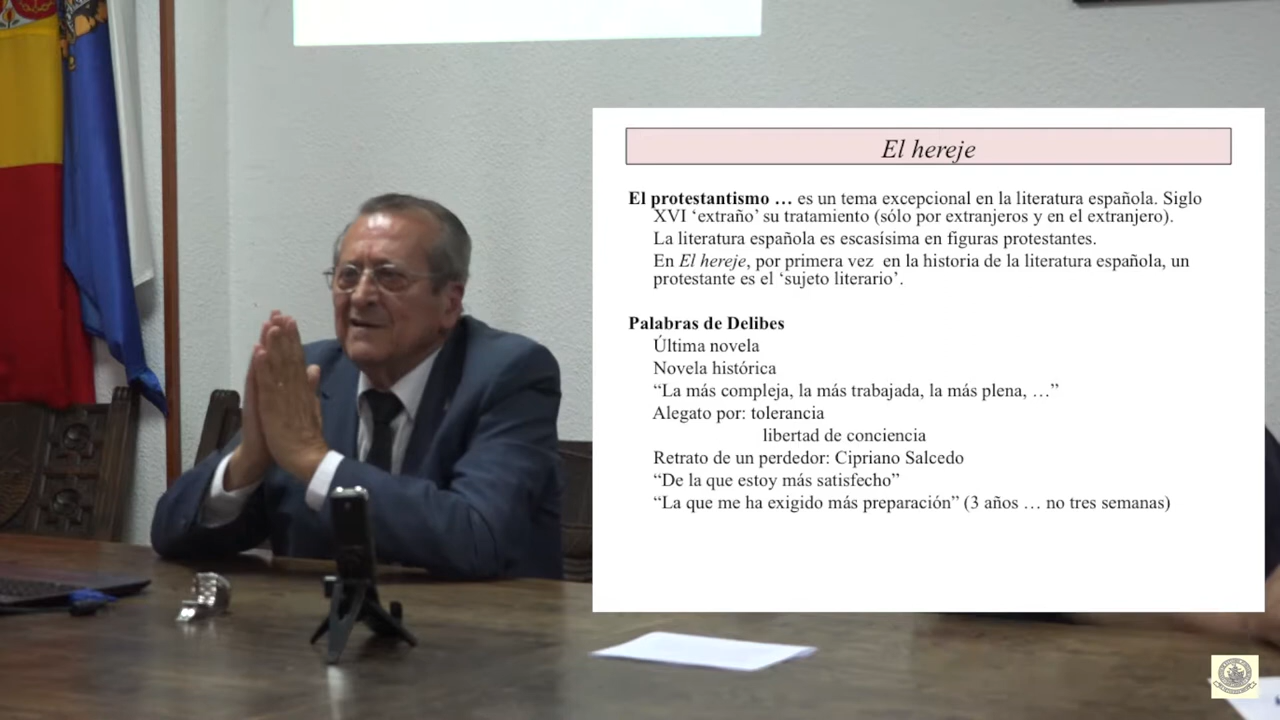 El hereje
El protestantismo … es un tema excepcional en la literatura española. Siglo
XVI ‘extraño’ su tratamiento (sólo por extranjeros y en el extranjero).
La literatura española es escasísima en figuras protestantes.
En El hereje, por primera vez en la historia de la literatura española, un
protestante es el ‘sujeto literario’.
Palabras de Delibes
Última novela
Novela histórica
“La más compleja, la más trabajada, la más plena, …”
Alegato por: tolerancia
libertad de conciencia
Retrato de un perdedor: Cipriano Salcedo
“De la que estoy más satisfecho”
“La que me ha exigido más preparación” (3 años … no tres semanas)